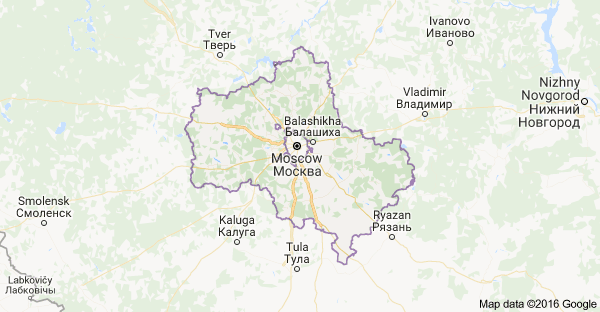 Ivanovo
Иваново
Tver
Тверь
Nizhny
Novgorod
Нижний
Новгород
Vladimir
Владимир
Balashikha
Балашиха
Moscow
Москва
Smolensk
Смоленск
Kaluga
Калуга
Ryazan
Рязань
Tula
Тула
Labkovičy
Лабковічы
Map data ©2016 Google